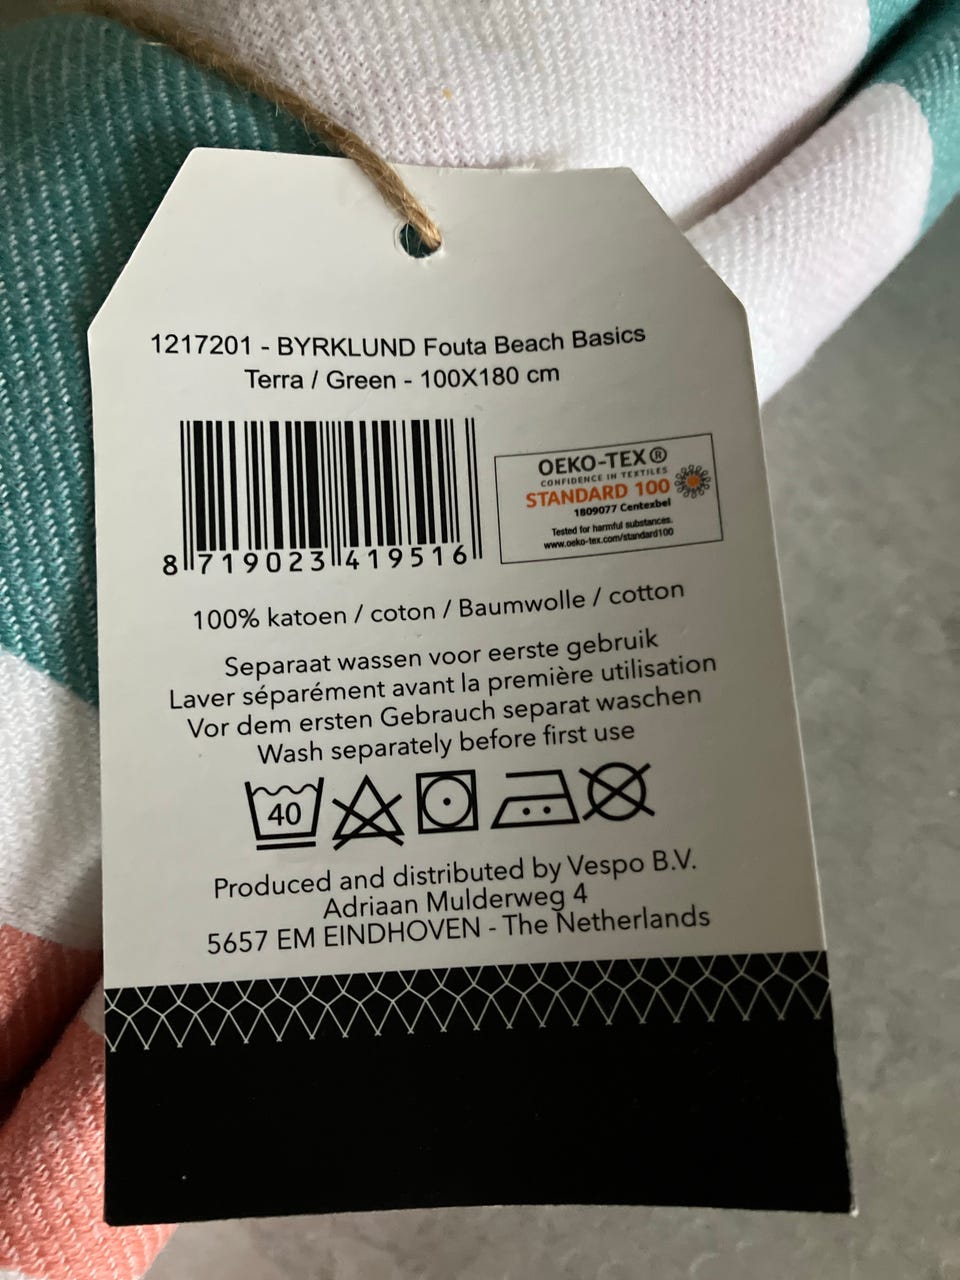 1217201 - BYRKLUND Fouta Beach Basics
Terra / Green - 100X180 cm
8 719023 419516
OEKO-TEX®
CONFIDENCE IN TEXTILES
STANDARD 100
1809077 Centexbel
Tested for harmful substances.
www.oeko-tex.com/standard100
100% katoen / coton / Baumwolle / cotton
Separaat wassen voor eerste gebruik
Laver séparément avant la première utilisation
Vor dem ersten Gebrauch separat waschen
Wash separately before first use
40
Produced and distributed by Vespo B.V.
Adriaan Mulderweg 4
5657 EM EINDHOVEN - The Netherlands